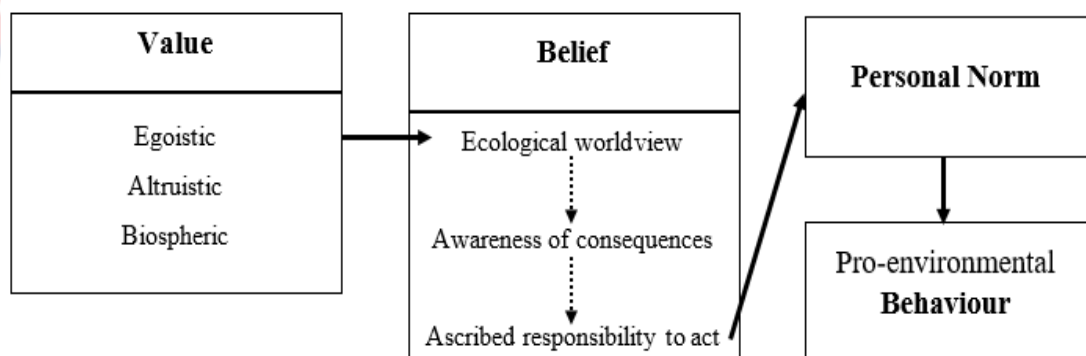 Value
Egoistic
Altruistic
Biospheric
Belief
Ecological worldview
Awareness of consequences
Ascribed responsibility to act
Personal Norm
Pro-environmental
Behaviour